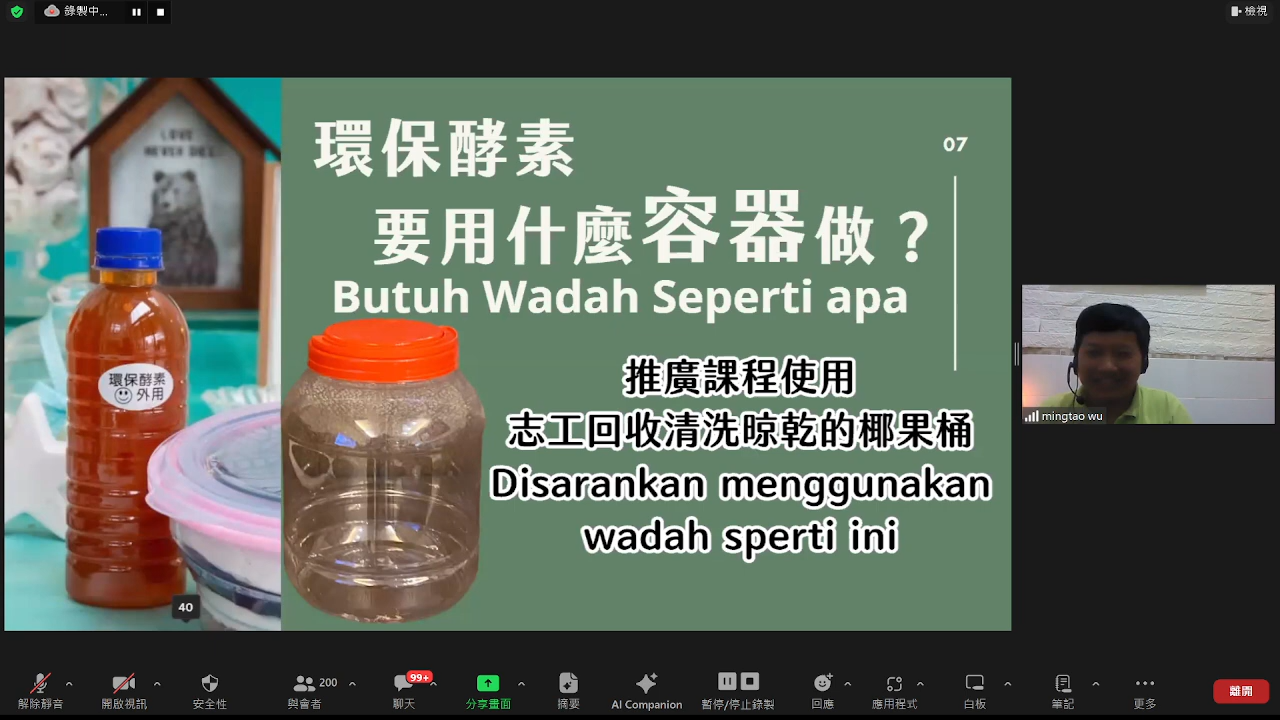 錄製中...
檢視
LOVE
NEVER DIE...
環保酵素
07
要用什麼容器做？
Butuh Wadah Seperti apa
環保酵素
外用
推廣課程使用
志工回收清洗晾乾的椰果桶
Disarankan menggunakan
wadah sperti ini
mingtao wu
40
200
99+
解除靜音
開啟視訊
安全性
與會者
聊天
分享畫面
摘要
AI Companion
暫停/停止錄製
回應
應用程式
白板
筆記
更多
離開